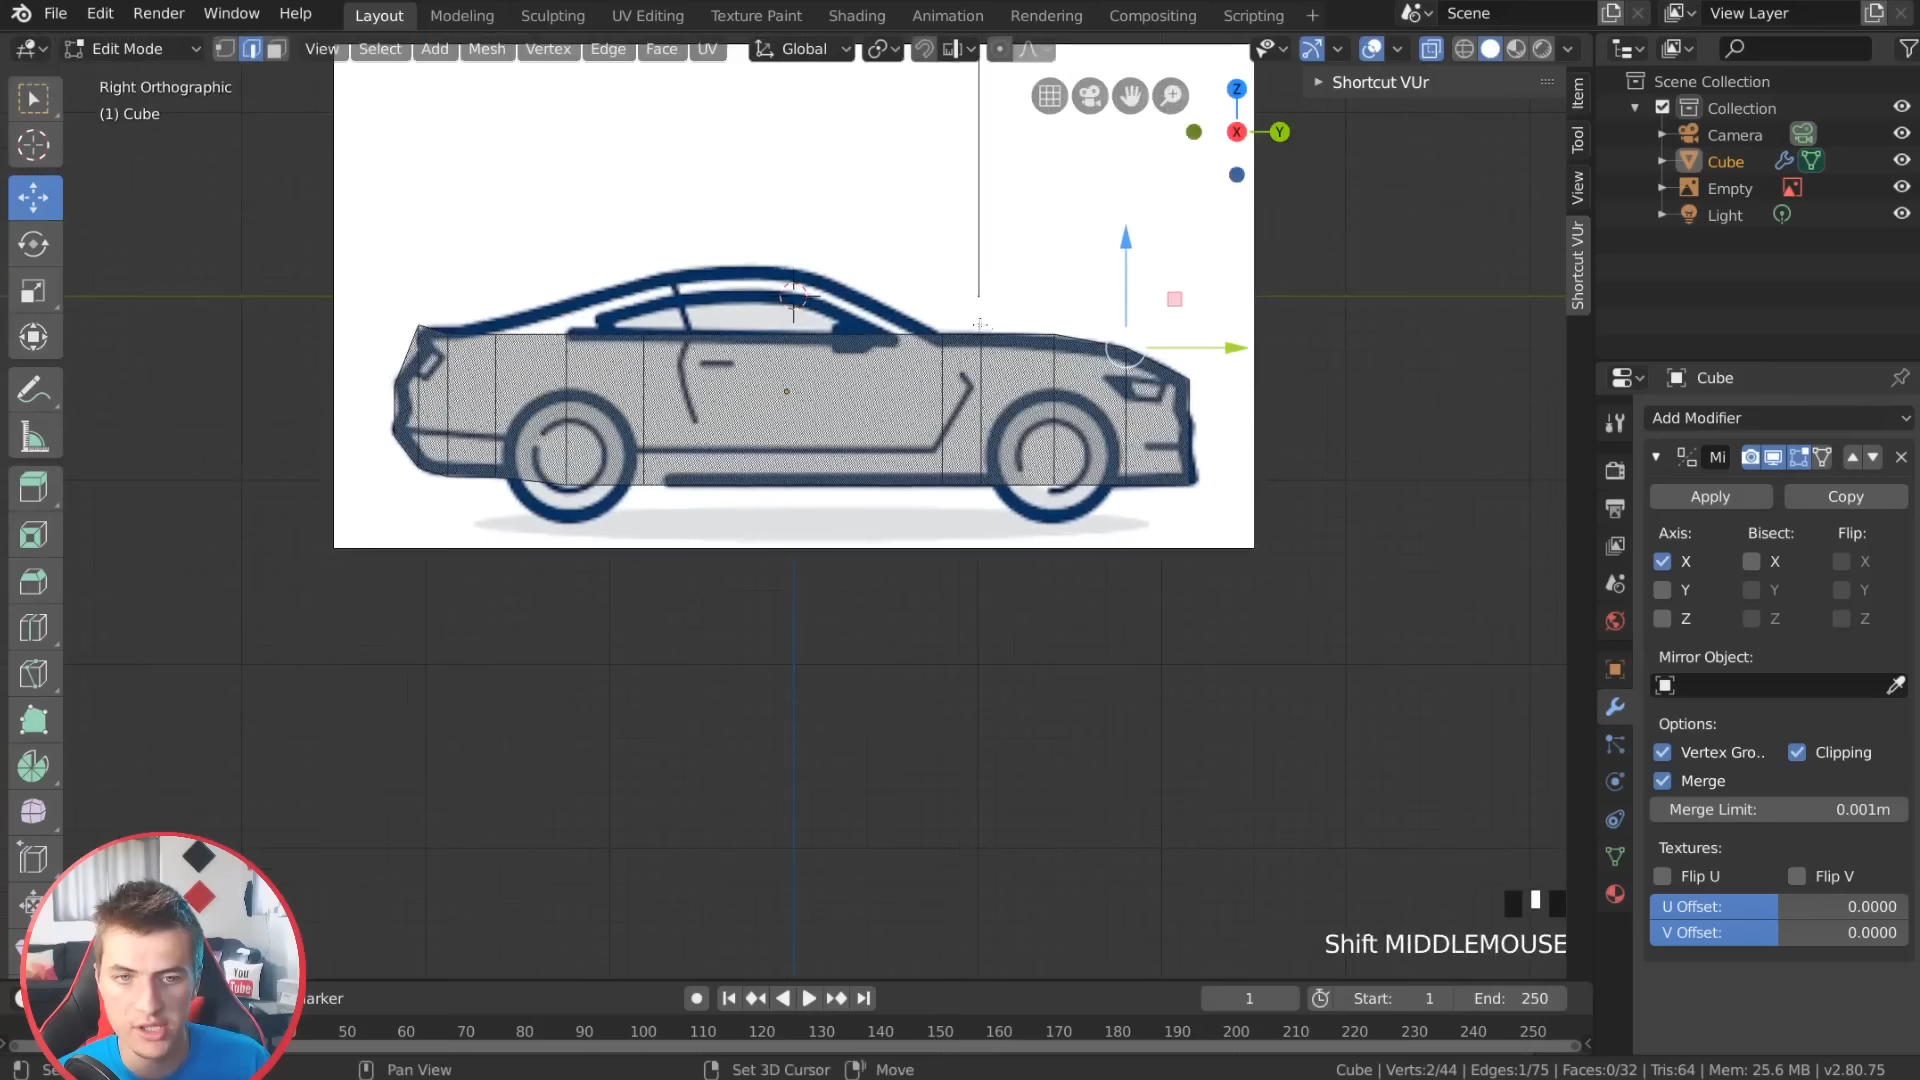 File Edit Render Window Help Layout Modeling Sculpting UV Editing Texture Paint Shading Animation Rendering Compositing Scripting Scene View Layer
Edit Mode View Select Add Mesh Vertex Edge Face UV Global
Right Orthographic
(1) Cube
Z
X
Y
Shortcut VUr
Item
Tool
View
Shortcut VUr
Scene Collection
Collection
Camera
Cube
Empty
Light
Cube
Add Modifier
Mi
Apply Copy
Axis: Bisect: Flip:
X X X
Y Y Y
Z Z Z
Mirror Object:
Options:
Vertex Gro.. Clipping
Merge
Merge Limit: 0.001m
Textures:
Flip U Flip V
U Offset: 0.0000
V Offset: 0.0000
Shift MIDDLEMOUSE
You
Tube
arker 1 Start: 1 End: 250
50 60 70 80 90 100 110 120 130 140 150 160 170 180 190 200 210 220 230 240 250
Pan View Set 3D Cursor Move Cube | Verts:2/44 | Edges:1/75 | Faces:0/32 | Tris:64 | Mem: 25.6 MB | v2.80.75